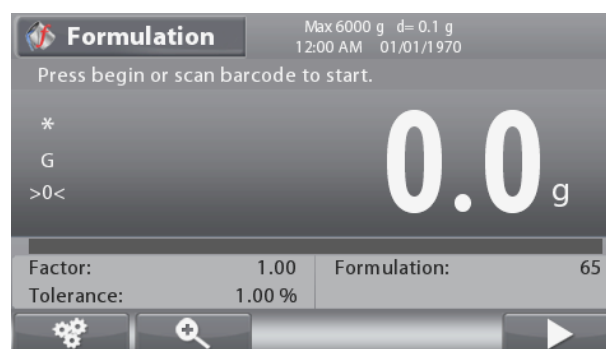 Formulation
Max 6000 g d= 0.1 g
12:00 AM 01/01/1970
Press begin or scan barcode to start.
*
G
>0<
0.0 g
Factor: 1.00
Tolerance: 1.00 %
Formulation: 65